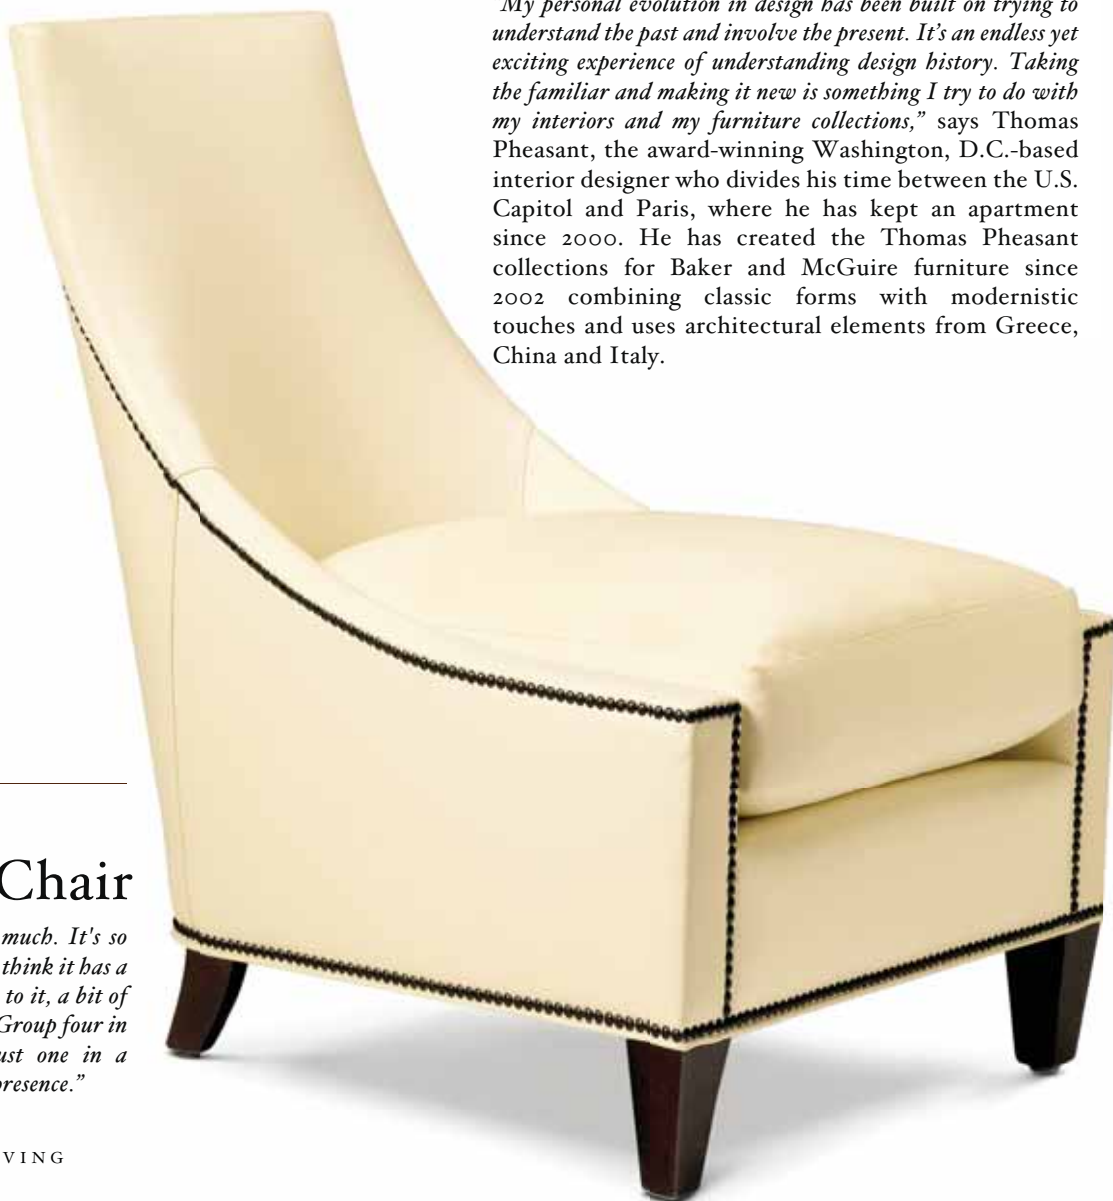 "My personal evolution in design has been built on trying to
understand the past and involve the present. It's an endless yet
exciting experience of understanding design history. Taking
the familiar and making it new is something I try to do with
my interiors and my furniture collections," says Thomas
Pheasant, the award-winning Washington, D.C.-based
interior designer who divides his time between the U.S.
Capitol and Paris, where he has kept an apartment
since 2000. He has created the Thomas Pheasant
collections for Baker and McGuire furniture since
2002 combining classic forms with modernistic
touches and uses architectural elements from Greece,
China and Italy.
Chair
much. It's so
think it has a
to it, a bit of
Group four in
ust one in a
presence."
VING